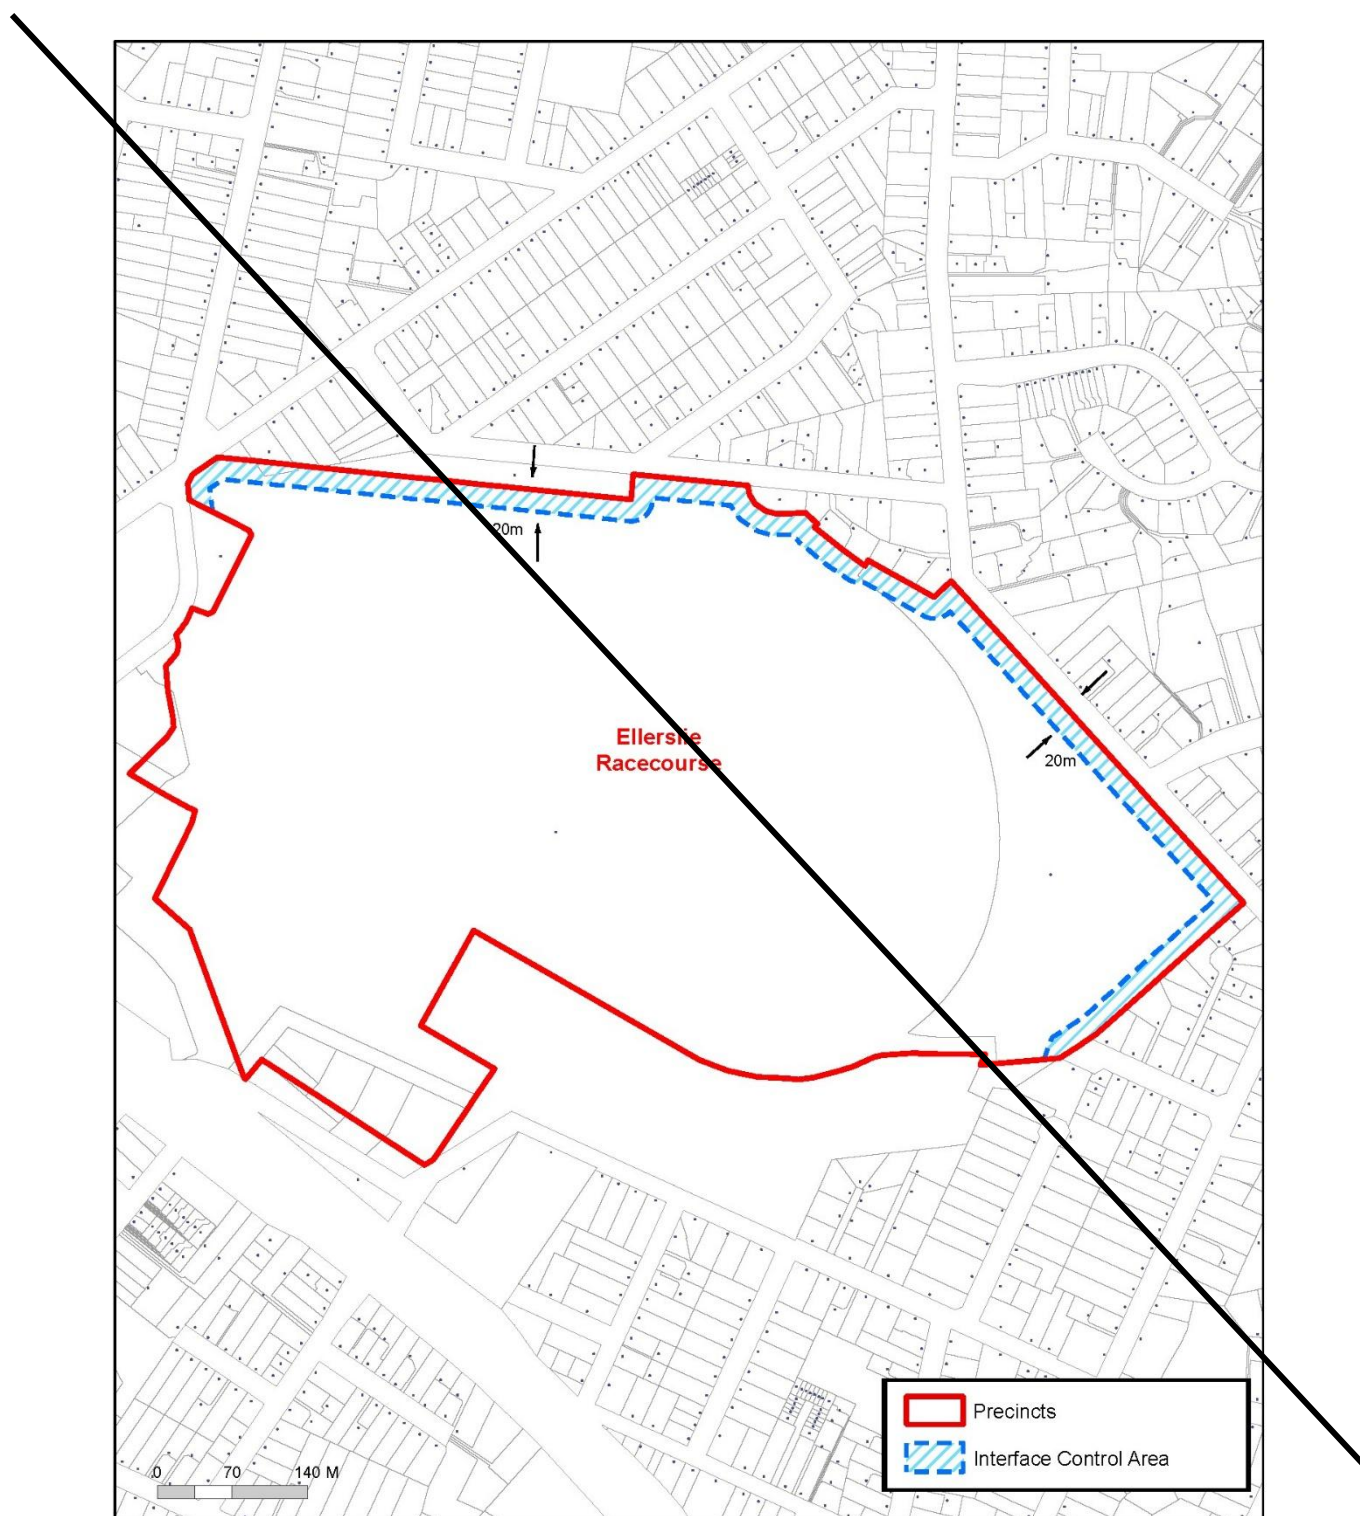 20m
Ellerslie
Racecourse
20m
Precincts
Interface Control Area
0 70 140 M